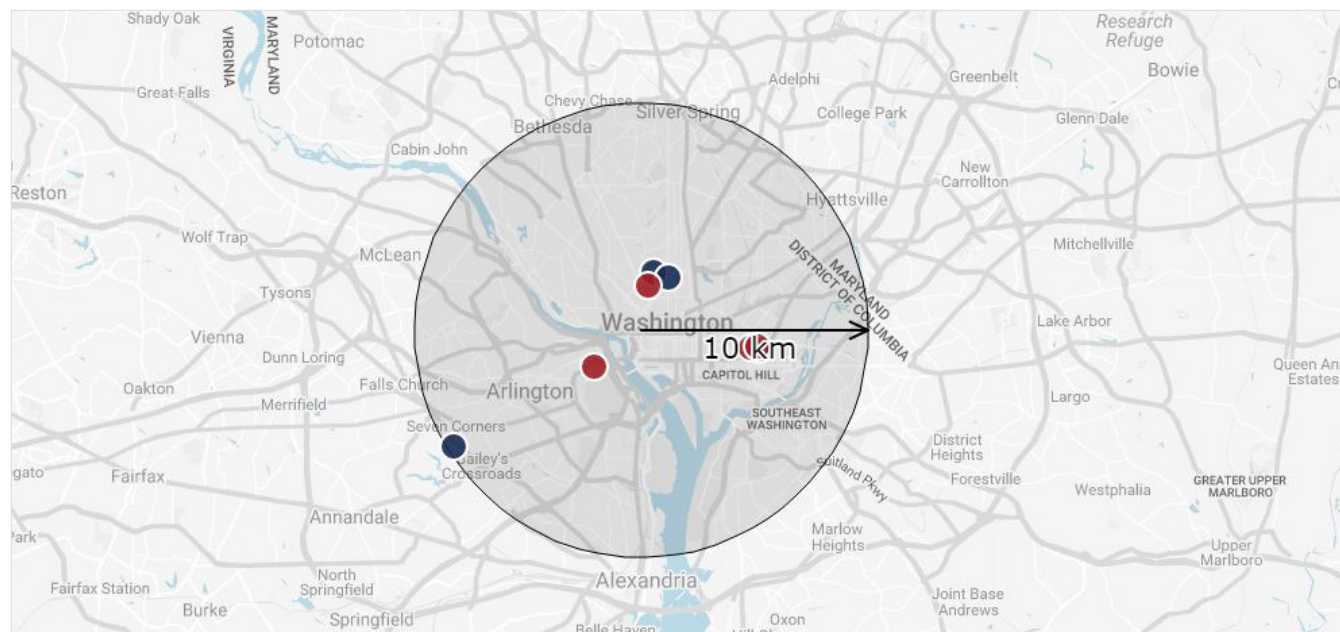 Shady Oak
Research
Refuge
VIRGINIA
MARYLAND
Potomac
Bowie
Adelphi
Greenbelt
Great Falls
Chevy Chase
Silver Spring
College Park
Glenn Dale
Bethesda
Cabin John
New
Carrollton
Reston
Hyattsville
Wolf Trap
McLean
Mitchellville
MARYLAND
DISTRICT OF COLUMBIA
Tysons
Washington
Lake Arbor
Vienna
10 km
Dunn Loring
CAPITOL HILL
Queen An
Estates
Oakton
Falls Church
Arlington
Merrifield
Largo
SOUTHEAST
WASHINGTON
Seven Corners
District
Heights
Bailey's
Crossroads
Suitland Pkwy
gato
Fairfax
Forestville
GREATER UPPER
MARLBORO
Westphalia
Annandale
Marlow
Heights
Park
Upper
Marlboro
North
Springfield
Alexandria
Fairfax Station
Joint Base
Andrews
Burke
Springfield
Belle Haven
Oxon